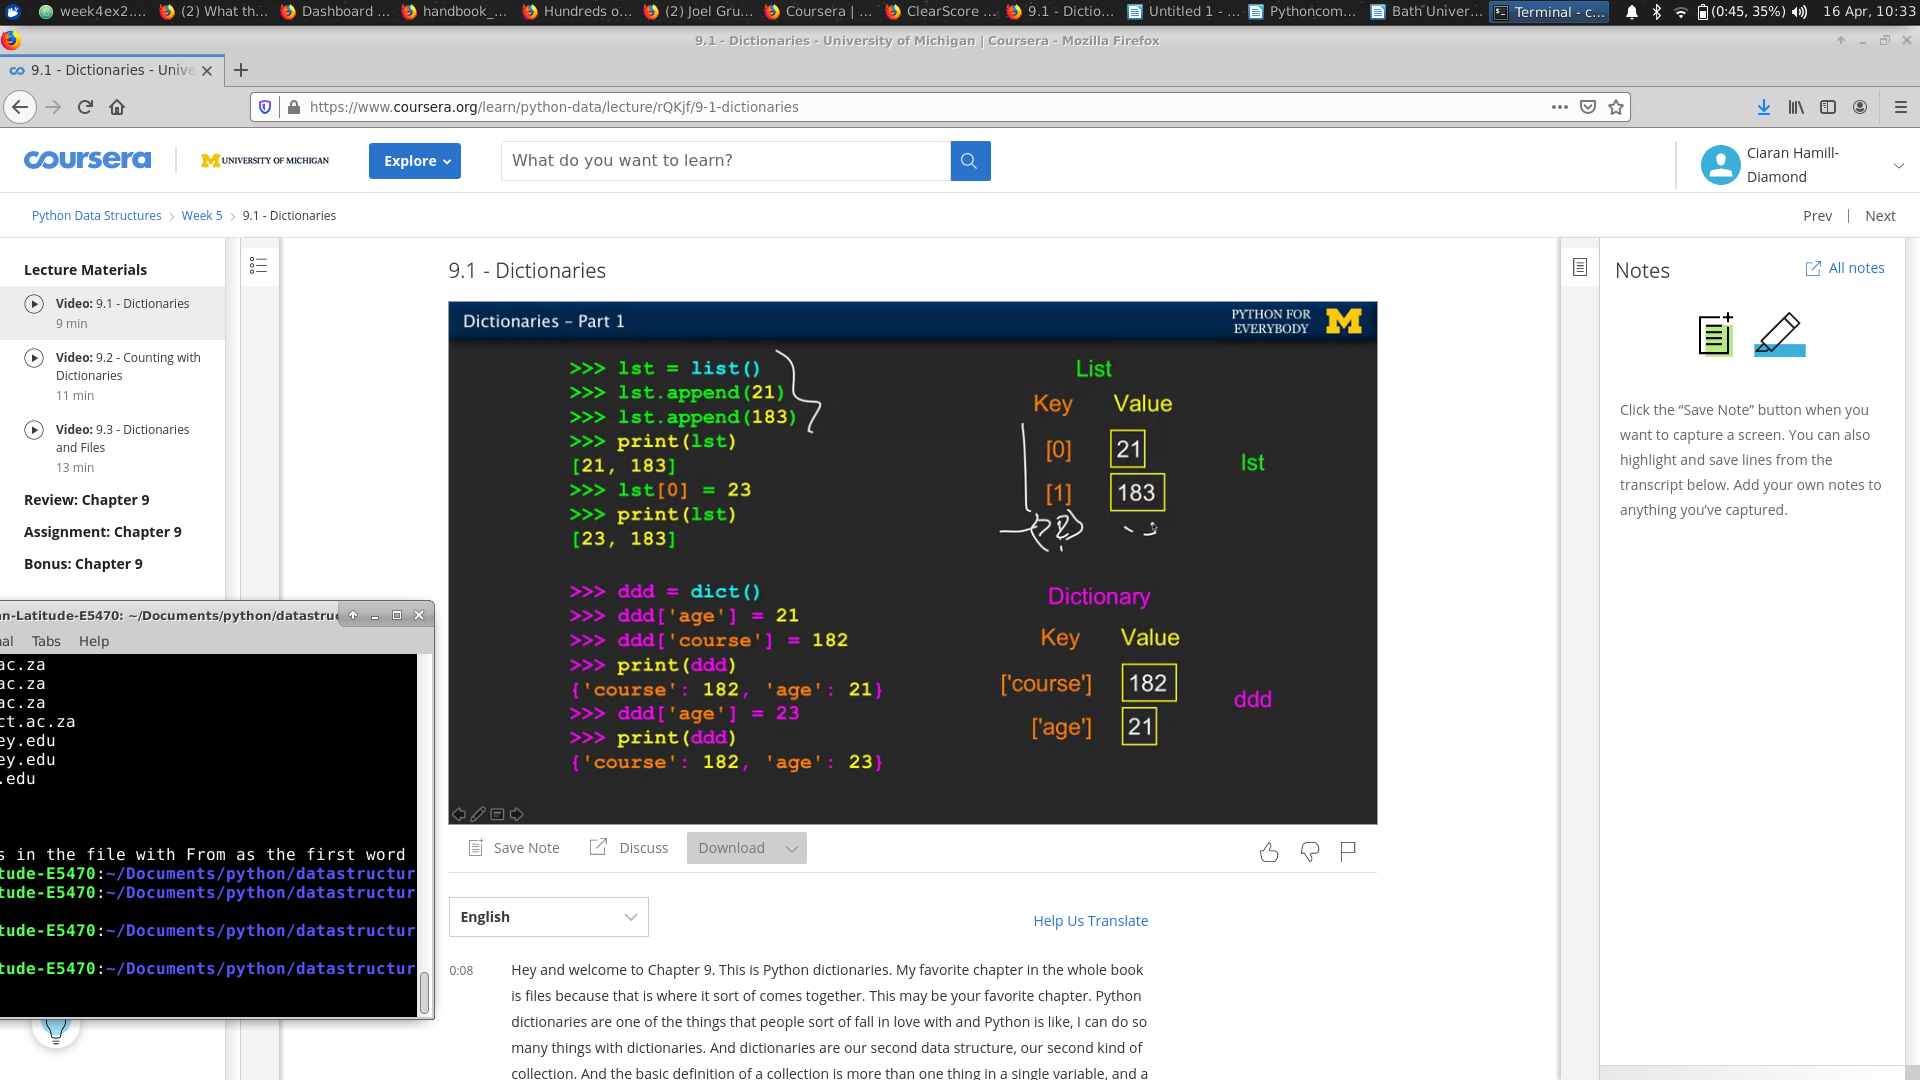 week4ex2....
(2) What th...
Dashboard ...
handbook_...
Hundreds o...
(2) Joel Gru...
Coursera | ...
ClearScore ...
9.1 - Dictio...
Untitled 1 - ...
Pythoncom...
Bath Univer...
Terminal - c...
(0:45, 35%)
16 Apr, 10:33
9.1 - Dictionaries - University of Michigan | Coursera - Mozilla Firefox
9.1 - Dictionaries - Unive
https://www.coursera.org/learn/python-data/lecture/rQKjf/9-1-dictionaries
coursera
M UNIVERSITY OF MICHIGAN
Explore
What do you want to learn?
Ciaran Hamill-
Diamond
Python Data Structures > Week 5 > 9.1 - Dictionaries
Prev | Next
Lecture Materials
Video: 9.1 - Dictionaries
9 min
Video: 9.2 - Counting with
Dictionaries
11 min
Video: 9.3 - Dictionaries
and Files
13 min
Review: Chapter 9
Assignment: Chapter 9
Bonus: Chapter 9
9.1 - Dictionaries
Dictionaries – Part 1
PYTHON FOR
EVERYBODY
M
>>> lst = list()
>>> lst.append(21)
>>> lst.append(183)
>>> print(lst)
[21, 183]
>>> lst[0] = 23
>>> print(lst)
[23, 183]
List
Key Value
[0] 21
[1] 183
lst
>>> ddd = dict()
>>> ddd['age'] = 21
>>> ddd['course'] = 182
>>> print(ddd)
{'course': 182, 'age': 21}
>>> ddd['age'] = 23
>>> print(ddd)
{'course': 182, 'age': 23}
Dictionary
Key Value
['course'] 182
['age'] 21
ddd
Save Note
Discuss
Download
English
Help Us Translate
0:08
Hey and welcome to Chapter 9. This is Python dictionaries. My favorite chapter in the whole book
is files because that is where it sort of comes together. This may be your favorite chapter. Python
dictionaries are one of the things that people sort of fall in love with and Python is like, I can do so
many things with dictionaries. And dictionaries are our second data structure, our second kind of
collection. And the basic definition of a collection is more than one thing in a single variable, and a
Notes
All notes
Click the “Save Note” button when you
want to capture a screen. You can also
highlight and save lines from the
transcript below. Add your own notes to
anything you’ve captured.
an-Latitude-E5470: ~/Documents/python/datastruc
nal Tabs Help
ac.za
ac.za
ac.za
ct.ac.za
ey.edu
ey.edu
.edu
s in the file with From as the first word
tude-E5470:~/Documents/python/datastructur
tude-E5470:~/Documents/python/datastructur
tude-E5470:~/Documents/python/datastructur
tude-E5470:~/Documents/python/datastructur